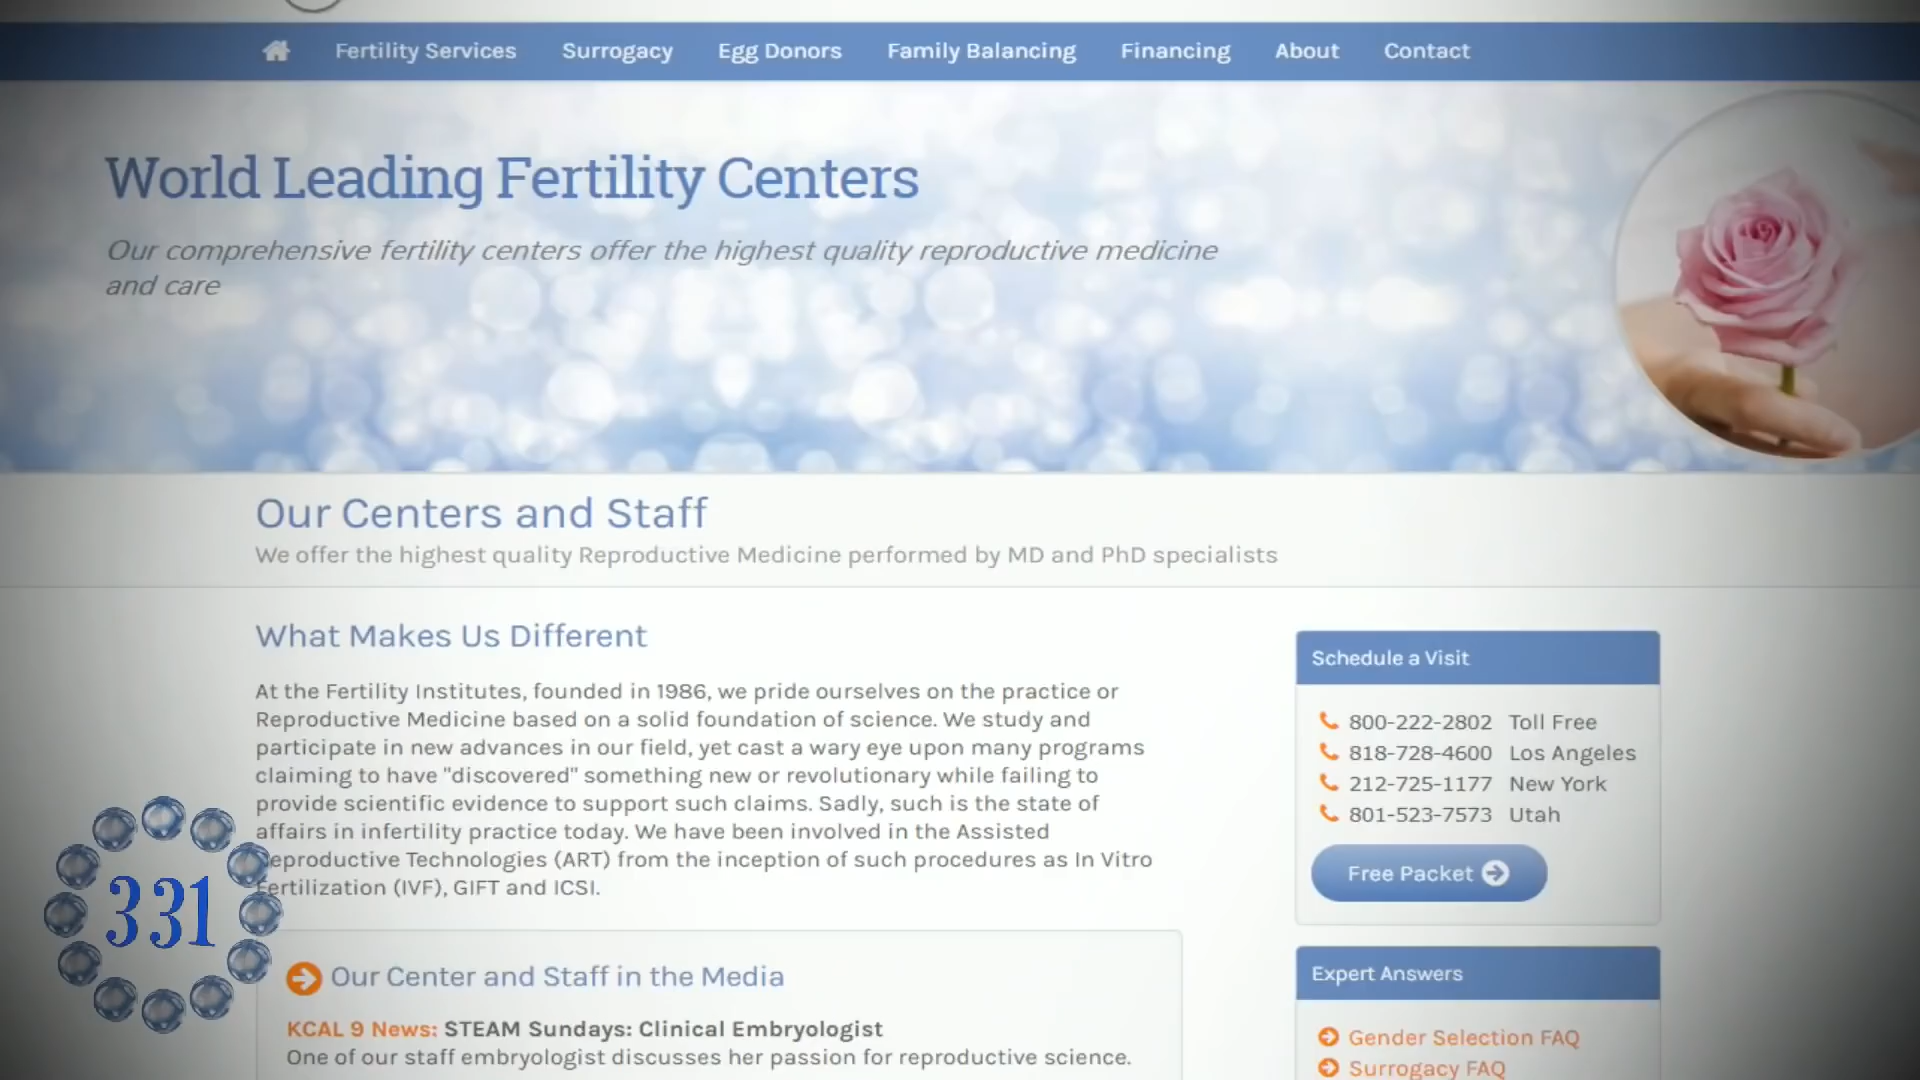 Fertility Services Surrogacy Egg Donors Family Balancing Financing About Contact
World Leading Fertility Centers
Our comprehensive fertility centers offer the highest quality reproductive medicine
and care
Our Centers and Staff
We offer the highest quality Reproductive Medicine performed by MD and PhD specialists
What Makes Us Different
At the Fertility Institutes, founded in 1986, we pride ourselves on the practice or
Reproductive Medicine based on a solid foundation of science. We study and
participate in new advances in our field, yet cast a wary eye upon many programs
claiming to have "discovered" something new or revolutionary while failing to
provide scientific evidence to support such claims. Sadly, such is the state of
affairs in infertility practice today. We have been involved in the Assisted
Reproductive Technologies (ART) from the inception of such procedures as In Vitro
Fertilization (IVF), GIFT and ICSI.
Our Center and Staff in the Media
KCAL 9 News: STEAM Sundays: Clinical Embryologist
One of our staff embryologist discusses her passion for reproductive science.
Schedule a Visit
800-222-2802 Toll Free
818-728-4600 Los Angeles
212-725-1177 New York
801-523-7573 Utah
Free Packet
Expert Answers
Gender Selection FAQ
Surrogacy FAQ
331